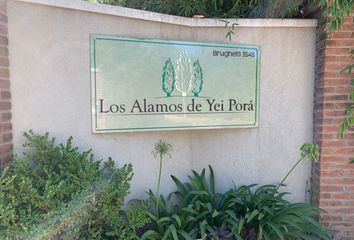 Brughetti 3545
Los Alamos de Yei Porá